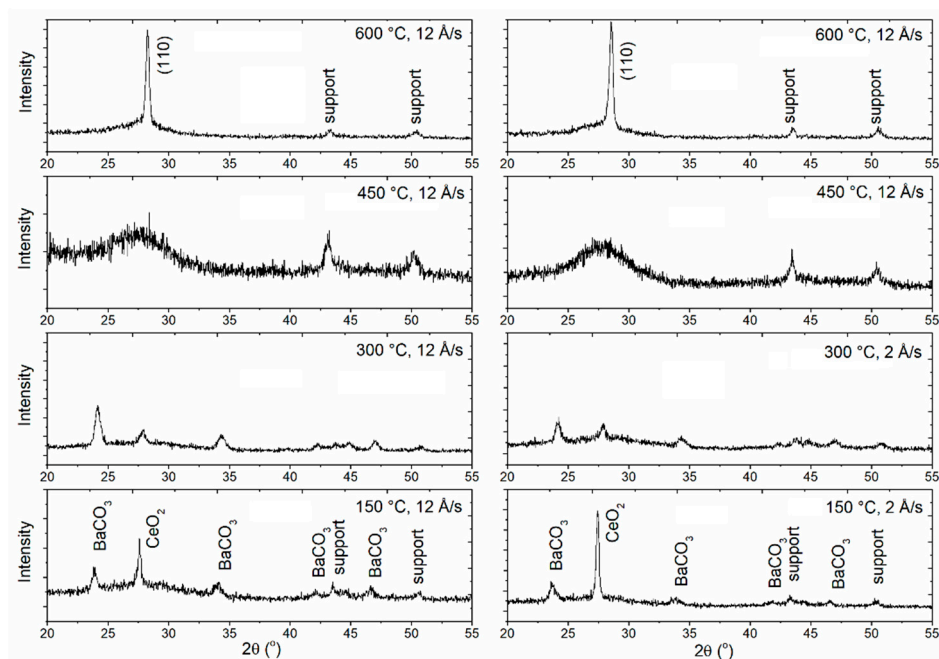 600 °C, 12 Å/s
Intensity
(110)
support
support
20 25 30 35 40 45 50 55
600 °C, 12 Å/s
(110)
support
support
20 25 30 35 40 45 50 55
450 °C, 12 Å/s
Intensity
20 25 30 35 40 45 50 55
450 °C, 12 Å/s
20 25 30 35 40 45 50 55
300 °C, 12 Å/s
Intensity
20 25 30 35 40 45 50 55
300 °C, 2 Å/s
20 25 30 35 40 45 50 55
150 °C, 12 Å/s
Intensity
BaCO₃
CeO₂
BaCO₃
BaCO₃
support
BaCO₃
support
20 25 30 35 40 45 50 55
2θ (°)
150 °C, 2 Å/s
BaCO₃
CeO₂
BaCO₃
BaCO₃
support
BaCO₃
support
20 25 30 35 40 45 50 55
2θ (°)